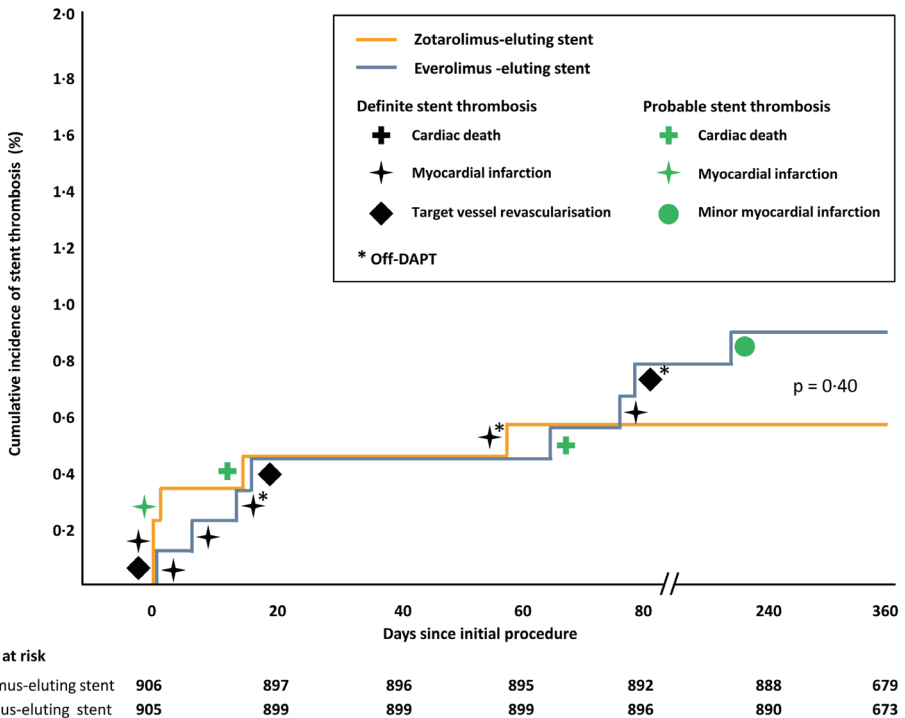 2·0
1·8
1·6
1·4
1·2
1·0
0·8
0·6
0·4
0·2
Cumulative incidence of stent thrombosis (%)
Zotarolimus-eluting stent
Everolimus -eluting stent
Definite stent thrombosis
Cardiac death
Myocardial infarction
Target vessel revascularisation
* Off-DAPT
Probable stent thrombosis
Cardiac death
Myocardial infarction
Minor myocardial infarction
*
*
*
p = 0·40
0 20 40 60 80 240 360
Days since initial procedure
at risk
mus-eluting stent 906 897 896 895 892 888 679
us-eluting stent 905 899 899 899 896 890 673